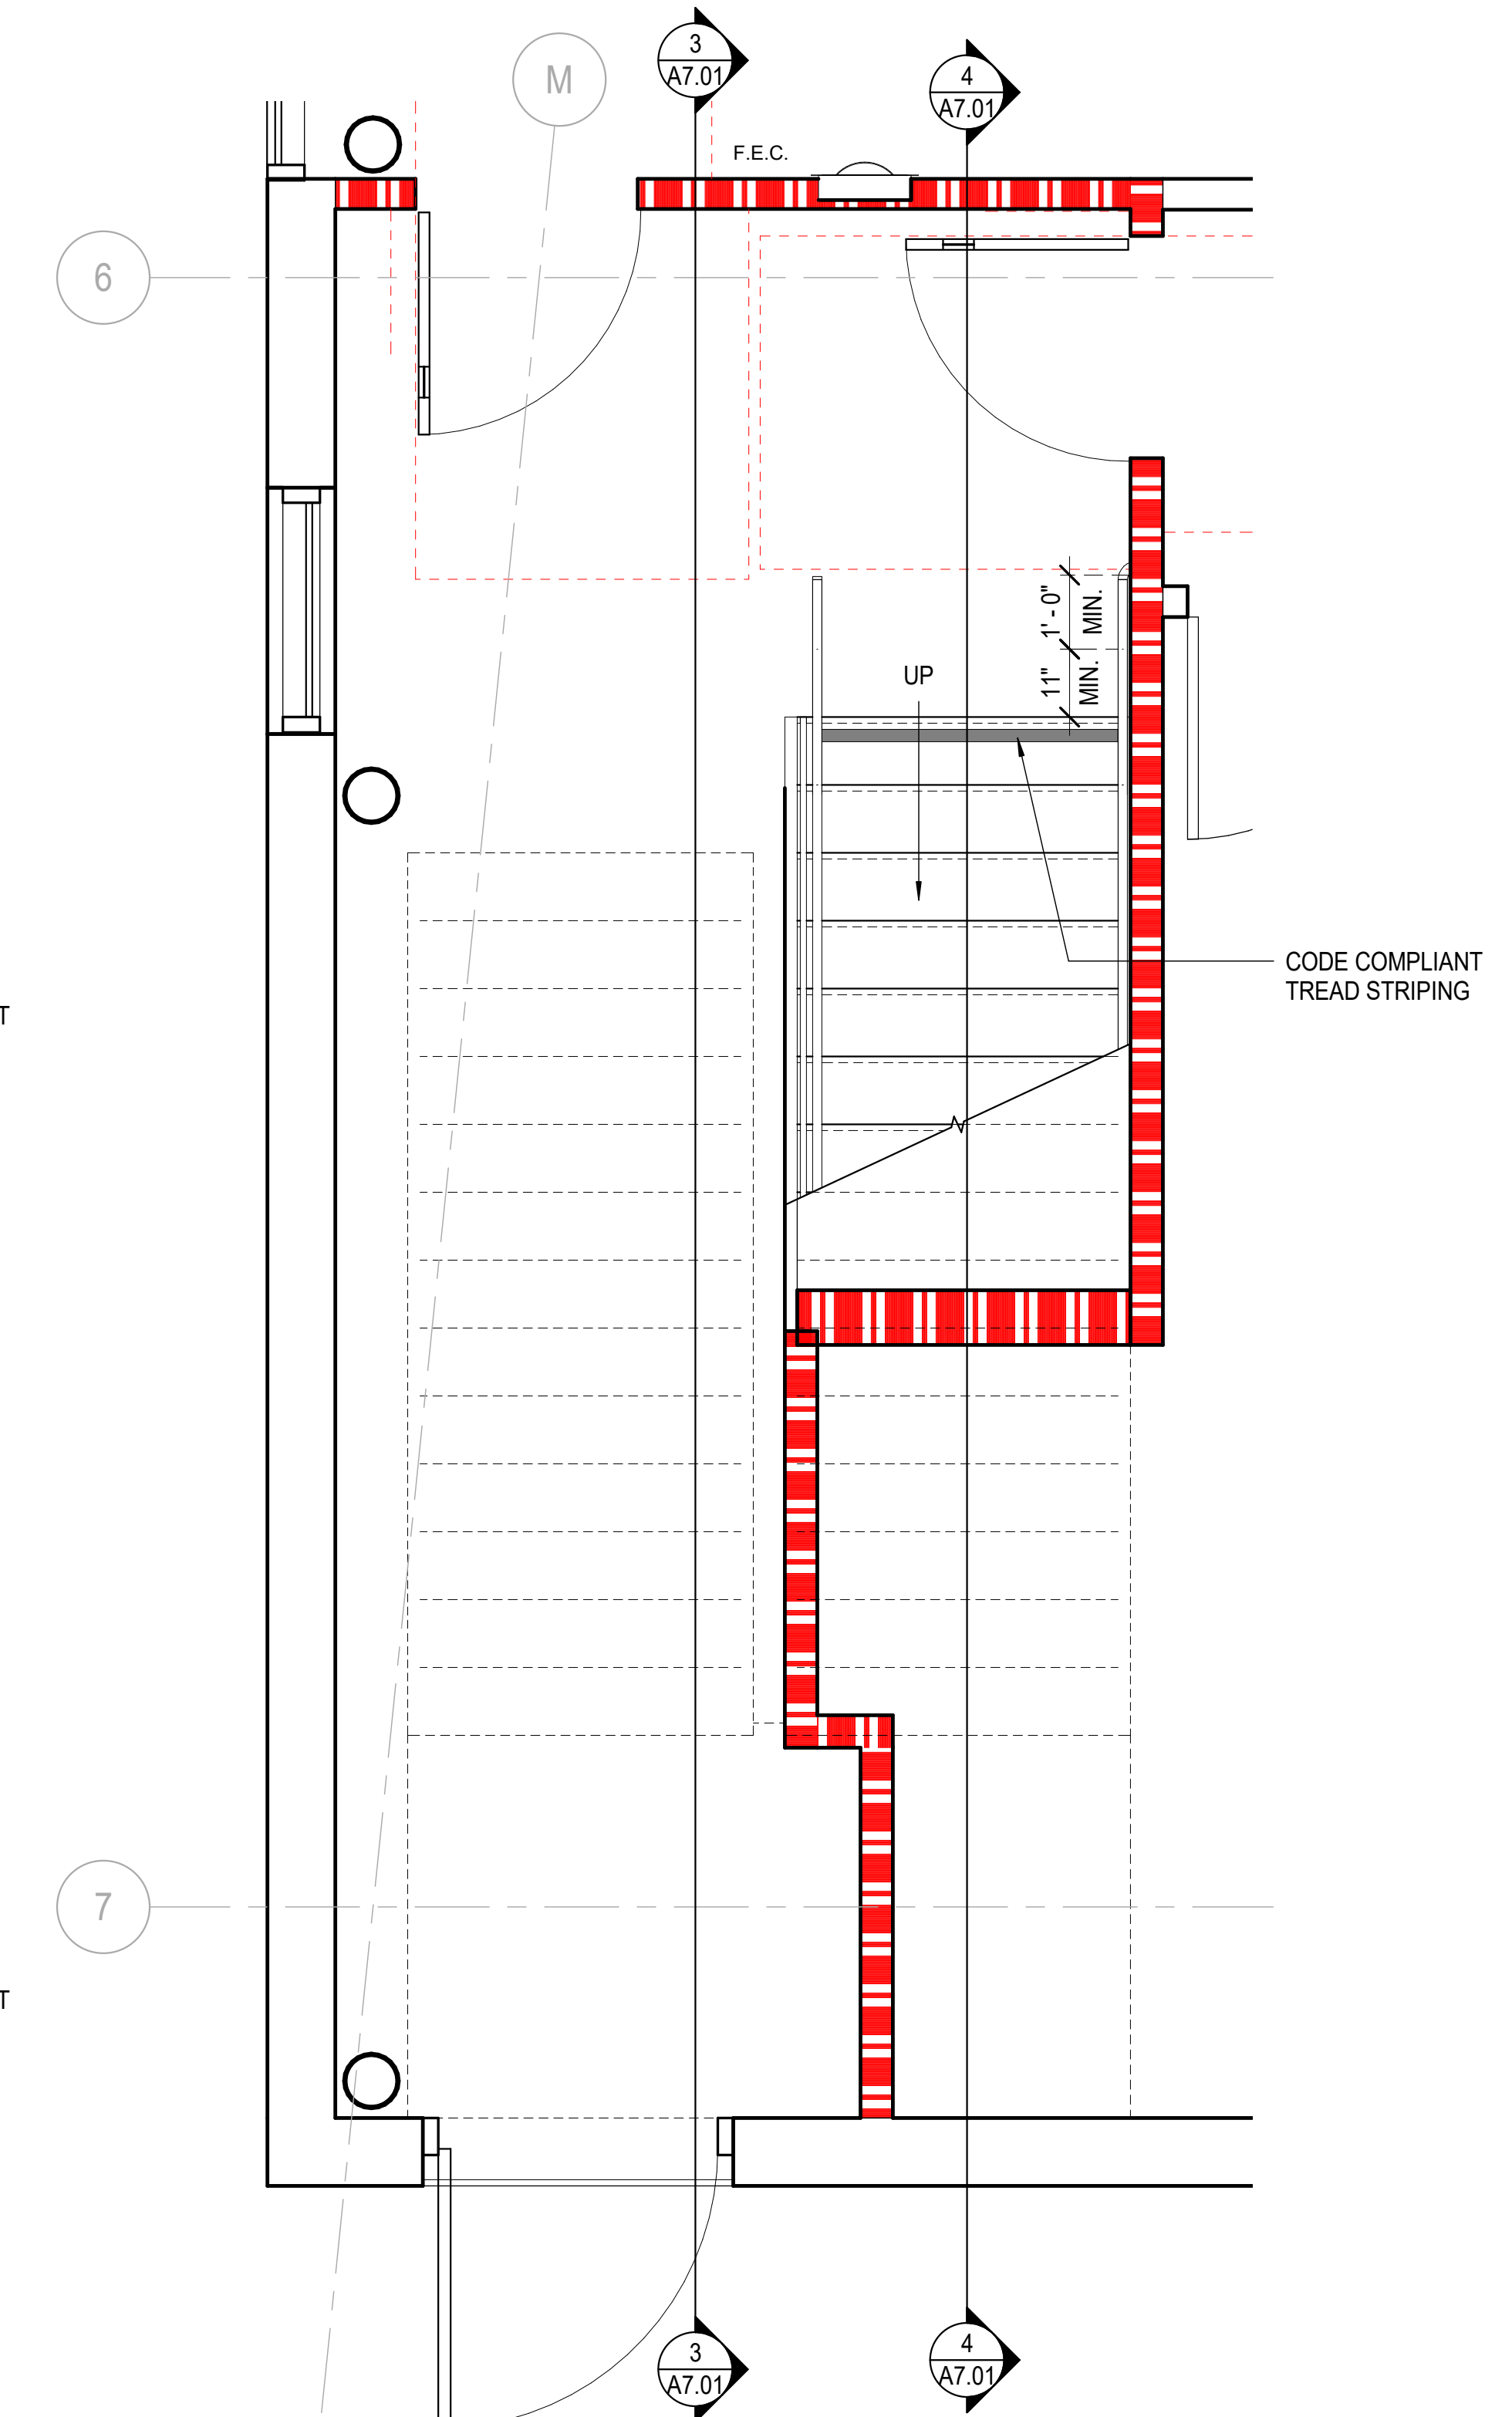 3
A7.01
M
4
A7.01
F.E.C.
6
1' - 0"
MIN.
11"
MIN.
UP
CODE COMPLIANT
TREAD STRIPING
T
7
T
3
A7.01
4
A7.01